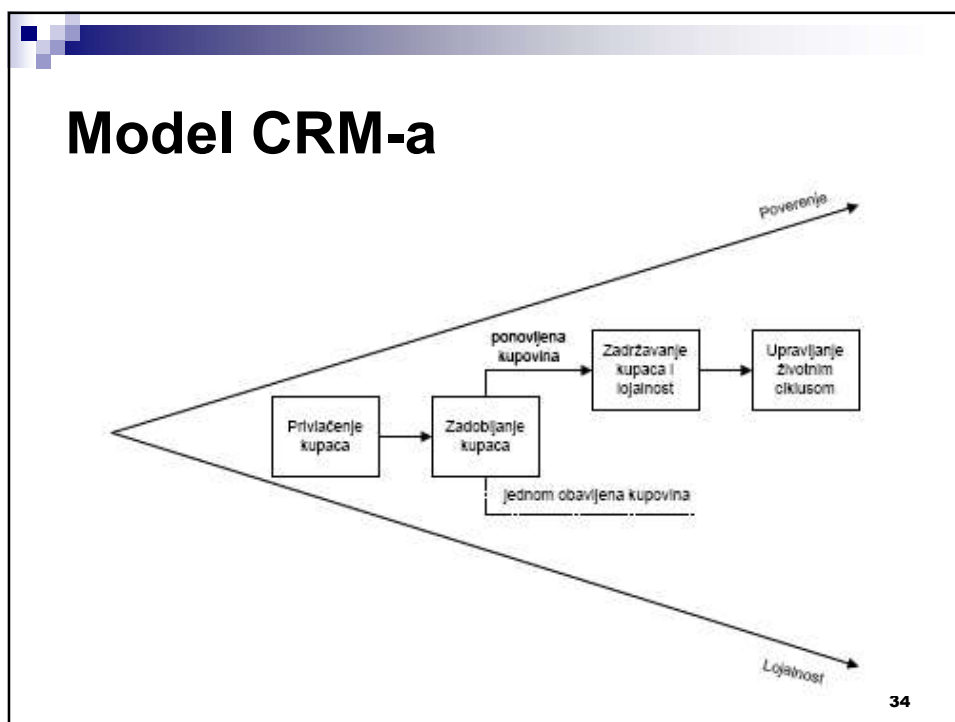 Model CRM-a
Poverenje
ponovljena
kupovina
Zadržavanje
kupaca i
lojalnost
Upravljanje
životnim
ciklusom
Privlačenje
kupaca
Zadobijanje
kupaca
jednom obavljena kupovina
Lojalnost
34